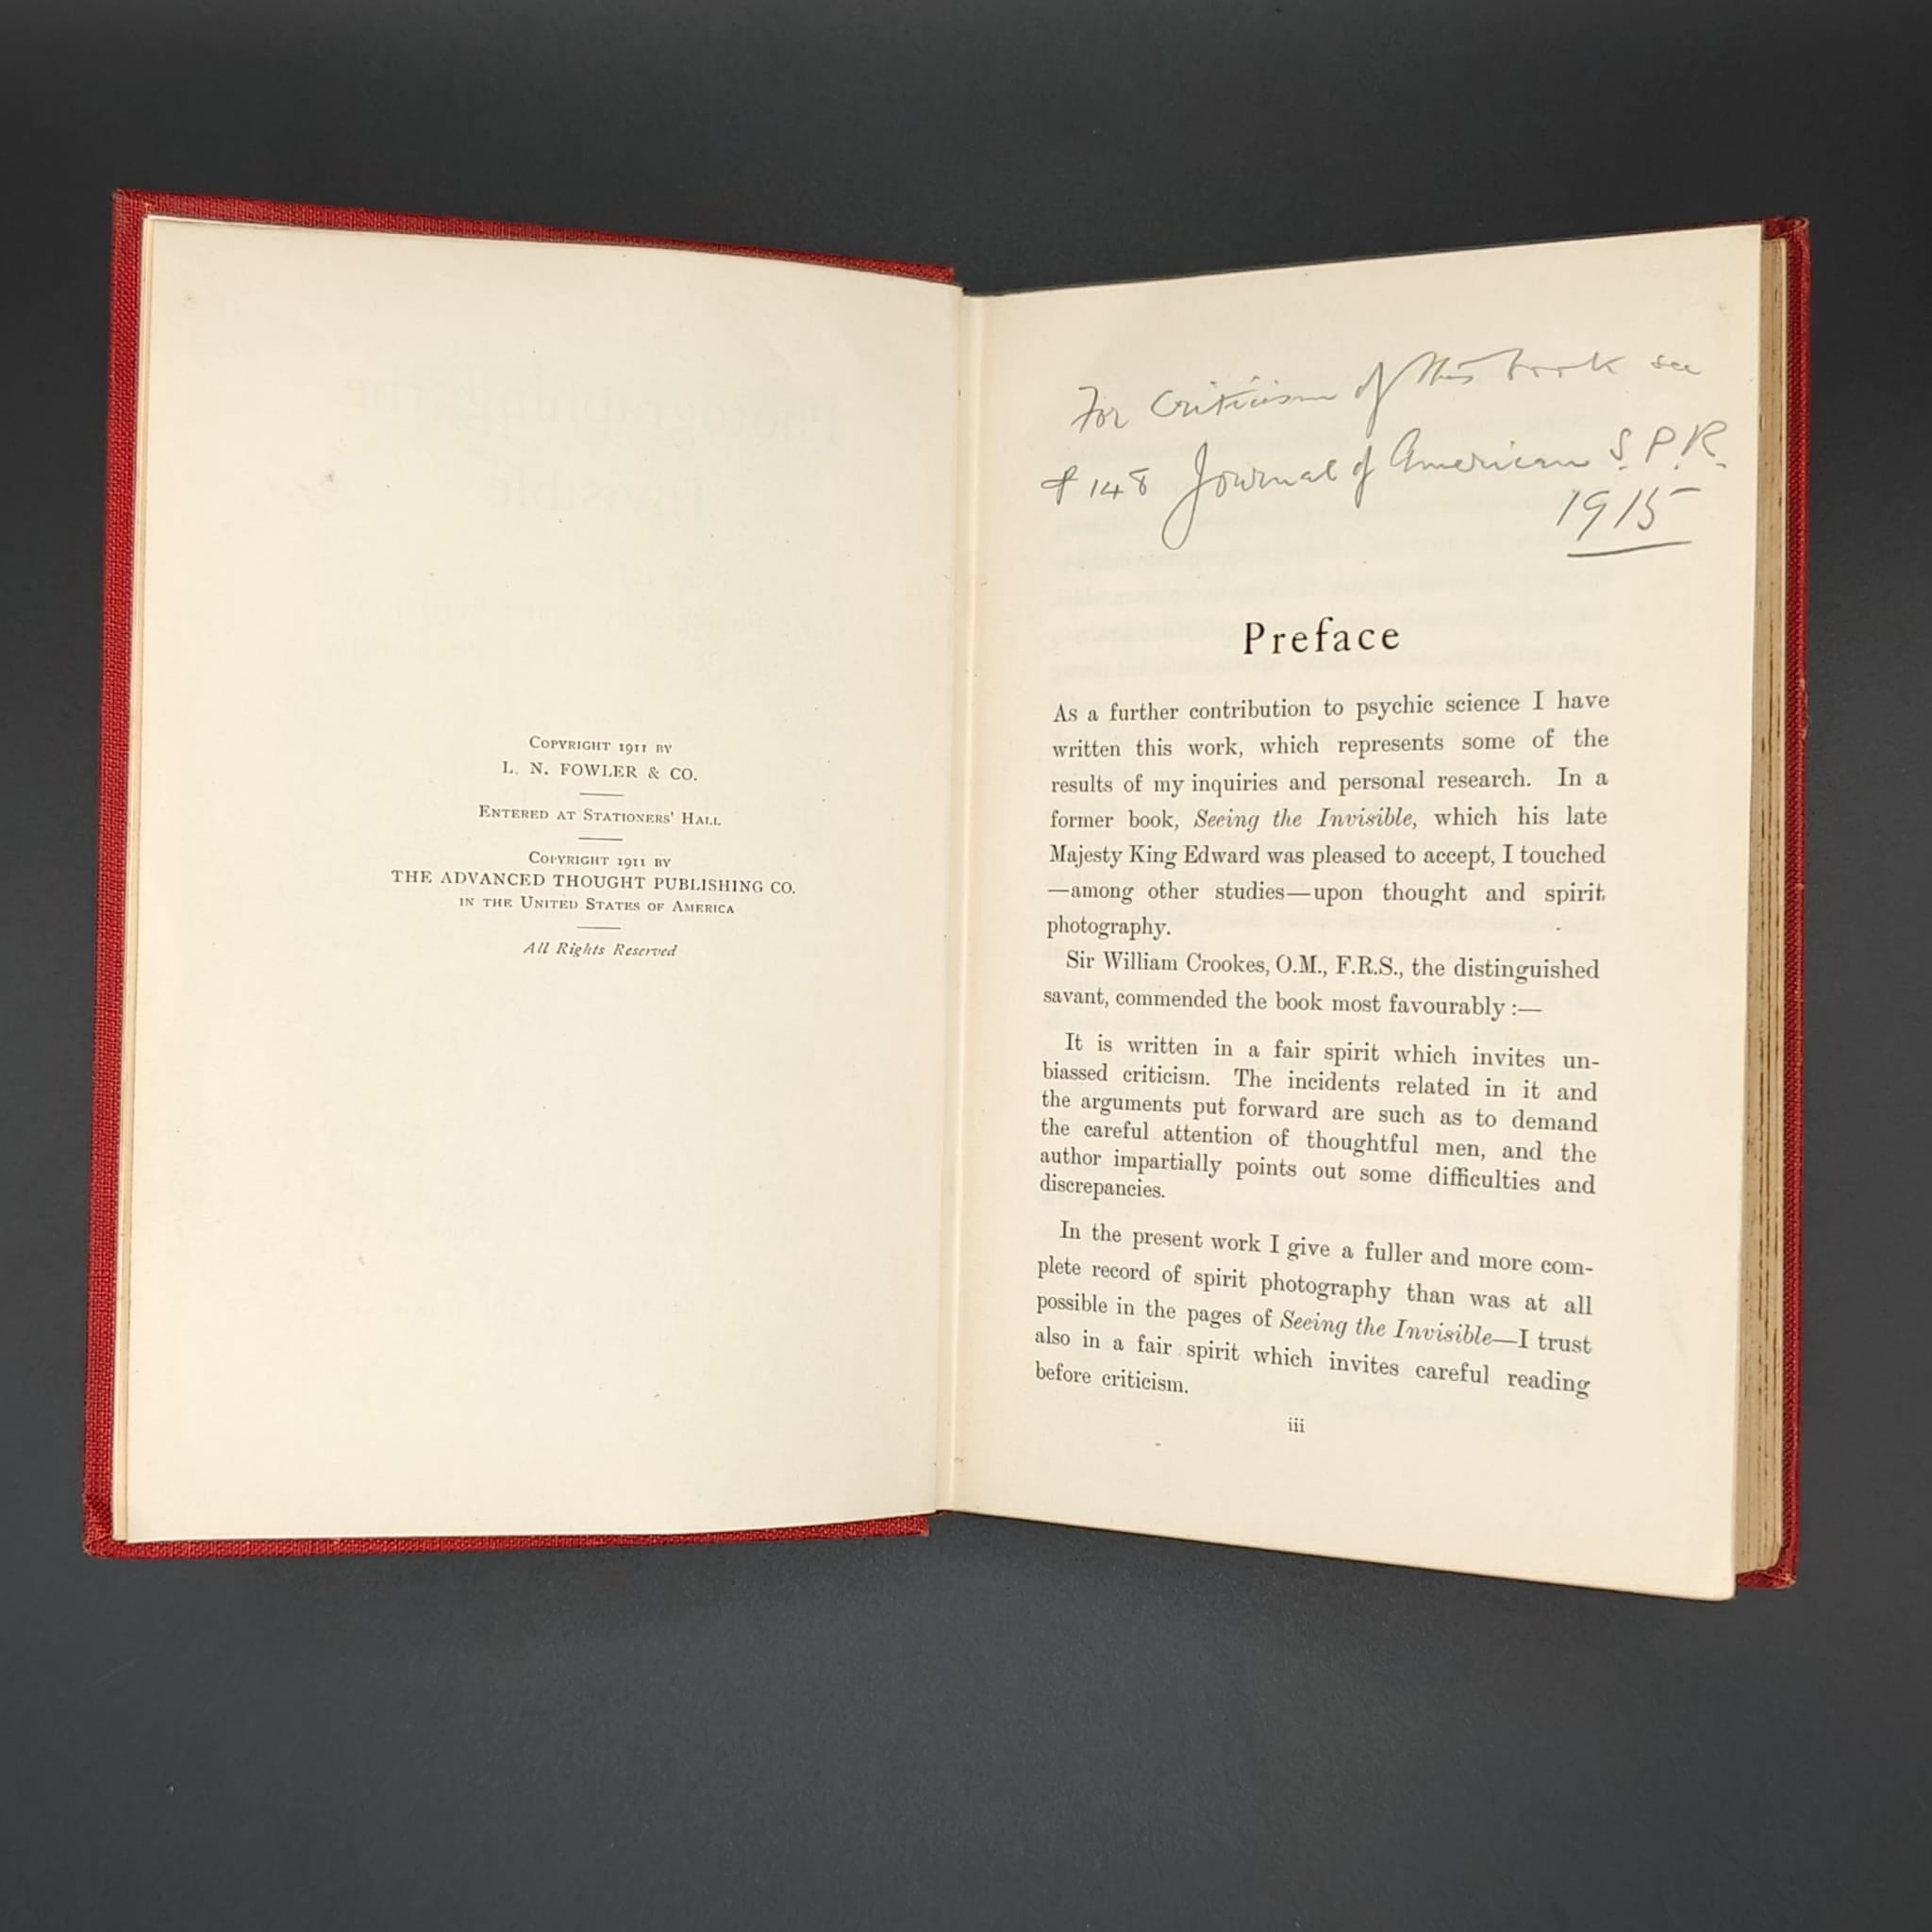 COPYRIGHT 1911 BY
L. N. FOWLER & CO.
ENTERED AT STATIONERS' HALL
COPYRIGHT 1911 BY
THE ADVANCED THOUGHT PUBLISHING CO.
IN THE UNITED STATES OF AMERICA
All Rights Reserved
For Criticism of this book see
P 148 Journal of American S.P.R.
1915
Preface
As a further contribution to psychic science I have
written this work, which represents some of the
results of my inquiries and personal research. In a
former book, Seeing the Invisible, which his late
Majesty King Edward was pleased to accept, I touched
—among other studies—upon thought and spirit
photography.
Sir William Crookes, O.M., F.R.S., the distinguished
savant, commended the book most favourably :—
It is written in a fair spirit which invites un-
biassed criticism. The incidents related in it and
the arguments put forward are such as to demand
the careful attention of thoughtful men, and the
author impartially points out some difficulties and
discrepancies.
In the present work I give a fuller and more com-
plete record of spirit photography than was at all
possible in the pages of Seeing the Invisible—I trust
also in a fair spirit which invites careful reading
before criticism.
iii